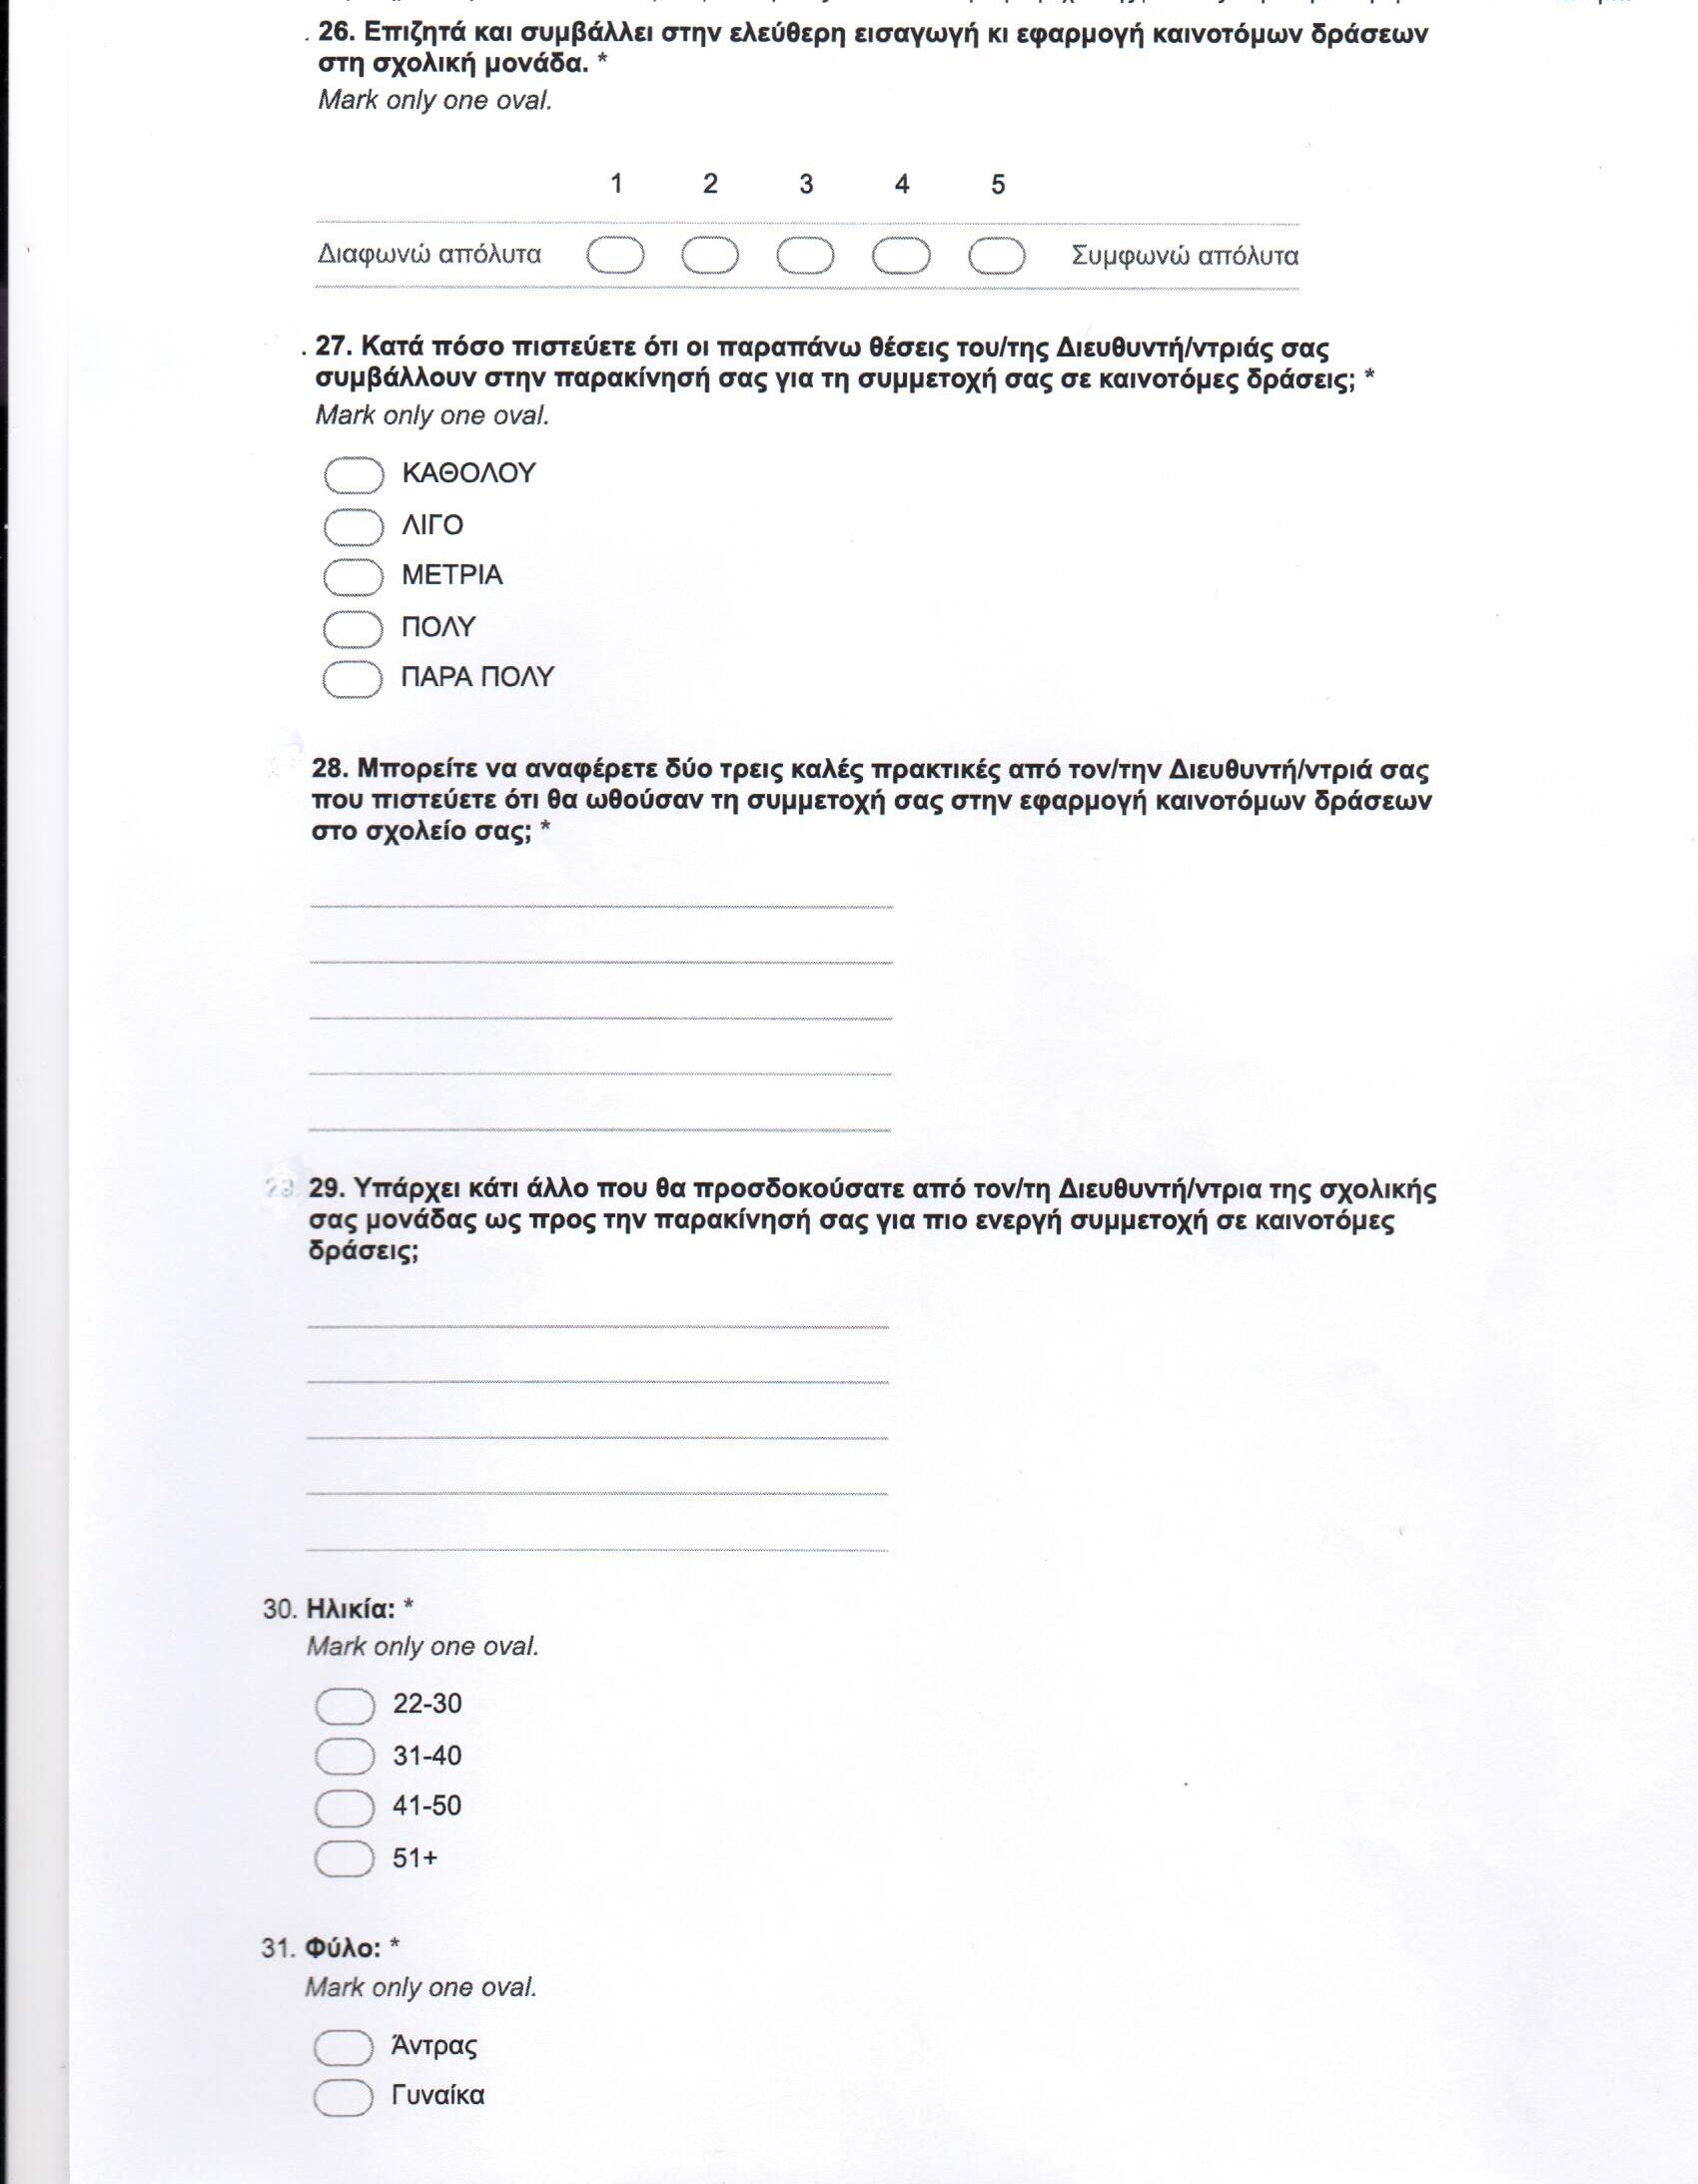 . 26. Επιζητά και συμβάλλει στην ελεύθερη εισαγωγή κι εφαρμογή καινοτόμων δράσεων
στη σχολική μονάδα. *
Mark only one oval.
1 2 3 4 5
Διαφωνώ απόλυτα Συμφωνώ απόλυτα
. 27. Κατά πόσο πιστεύετε ότι οι παραπάνω θέσεις του/της Διευθυντή/ντριάς σας
συμβάλλουν στην παρακίνησή σας για τη συμμετοχή σας σε καινοτόμες δράσεις; *
Mark only one oval.
ΚΑΘΟΛΟΥ
ΛΙΓΟ
ΜΕΤΡΙΑ
ΠΟΛΥ
ΠΑΡΑ ΠΟΛΥ
28. Μπορείτε να αναφέρετε δύο τρεις καλές πρακτικές από τον/την Διευθυντή/ντριά σας
που πιστεύετε ότι θα ωθούσαν τη συμμετοχή σας στην εφαρμογή καινοτόμων δράσεων
στο σχολείο σας; *
29. Υπάρχει κάτι άλλο που θα προσδοκούσατε από τον/τη Διευθυντή/ντρια της σχολικής
σας μονάδας ως προς την παρακίνησή σας για πιο ενεργή συμμετοχή σε καινοτόμες
δράσεις;
30. Ηλικία: *
Mark only one oval.
22-30
31-40
41-50
51+
31. Φύλο: *
Mark only one oval.
Άντρας
Γυναίκα